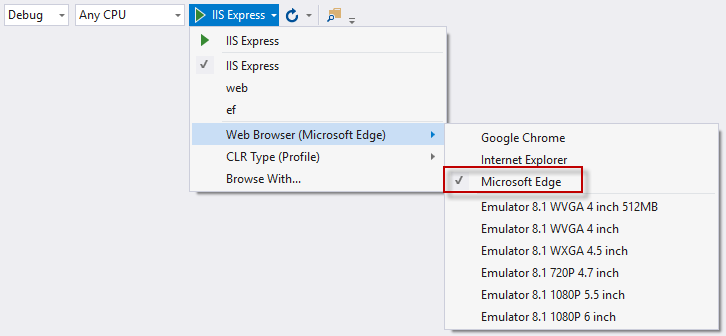 Debug Any CPU IIS Express
IIS Express
IIS Express
web
ef
Web Browser (Microsoft Edge)
CLR Type (Profile)
Browse With...
Google Chrome
Internet Explorer
Microsoft Edge
Emulator 8.1 WVGA 4 inch 512MB
Emulator 8.1 WVGA 4 inch
Emulator 8.1 WXGA 4.5 inch
Emulator 8.1 720P 4.7 inch
Emulator 8.1 1080P 5.5 inch
Emulator 8.1 1080P 6 inch